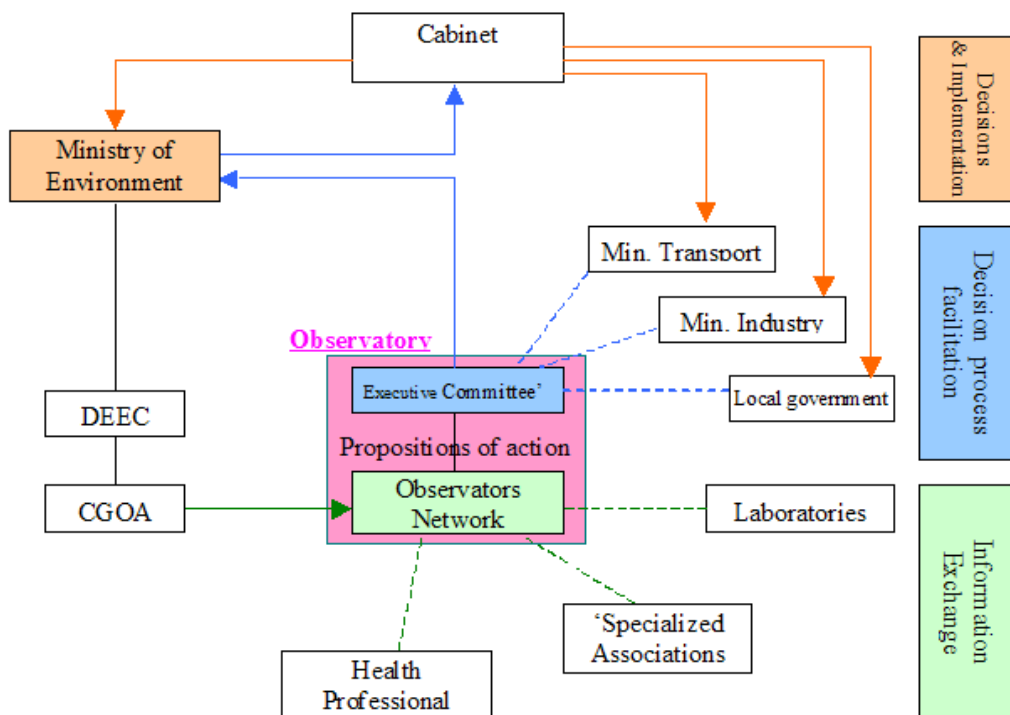 Cabinet
Decisions
& Implementation
Ministry of
Environment
Min. Transport
Decision process
facilitation
Min. Industry
Observatory
Executive Committee’
Local government
DEEC
Propositions of action
Observators
Network
CGOA
Laboratories
Information
Exchange
‘Specialized
Associations
Health
Professional